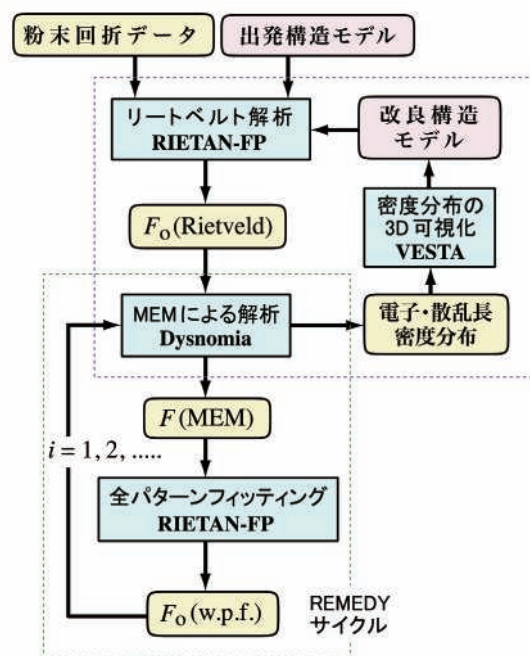 粉末回折データ
出発構造モデル
リートベルト解析
RIETAN-FP
改良構造
モデル
密度分布の
3D可視化
VESTA
Fo(Rietveld)
MEMによる解析
Dysnomia
電子・散乱長
密度分布
F(MEM)
i = 1, 2, .....
全パターンフィッティング
RIETAN-FP
Fo(w.p.f.)
REMEDY
サイクル